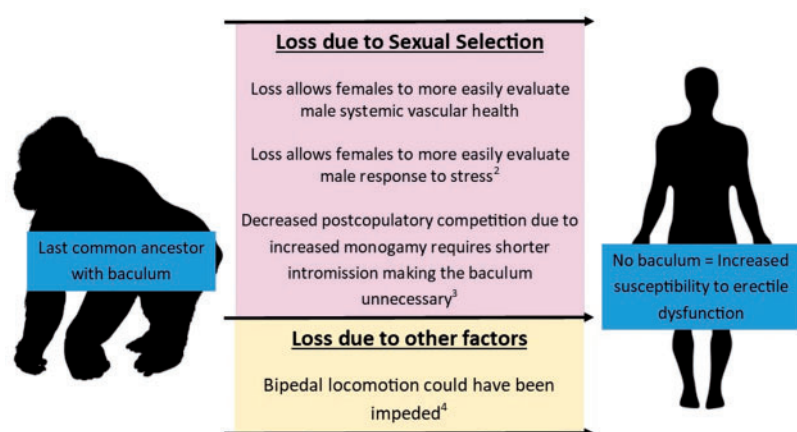 Loss due to Sexual Selection
Loss allows females to more easily evaluate
male systemic vascular health
Loss allows females to more easily evaluate
male response to stress²
Decreased postcopulatory competition due to
increased monogamy requires shorter
intromission making the baculum
unnecessary³
Last common ancestor
with baculum
No baculum = Increased
susceptibility to erectile
dysfunction
Loss due to other factors
Bipedal locomotion could have been
impeded⁴